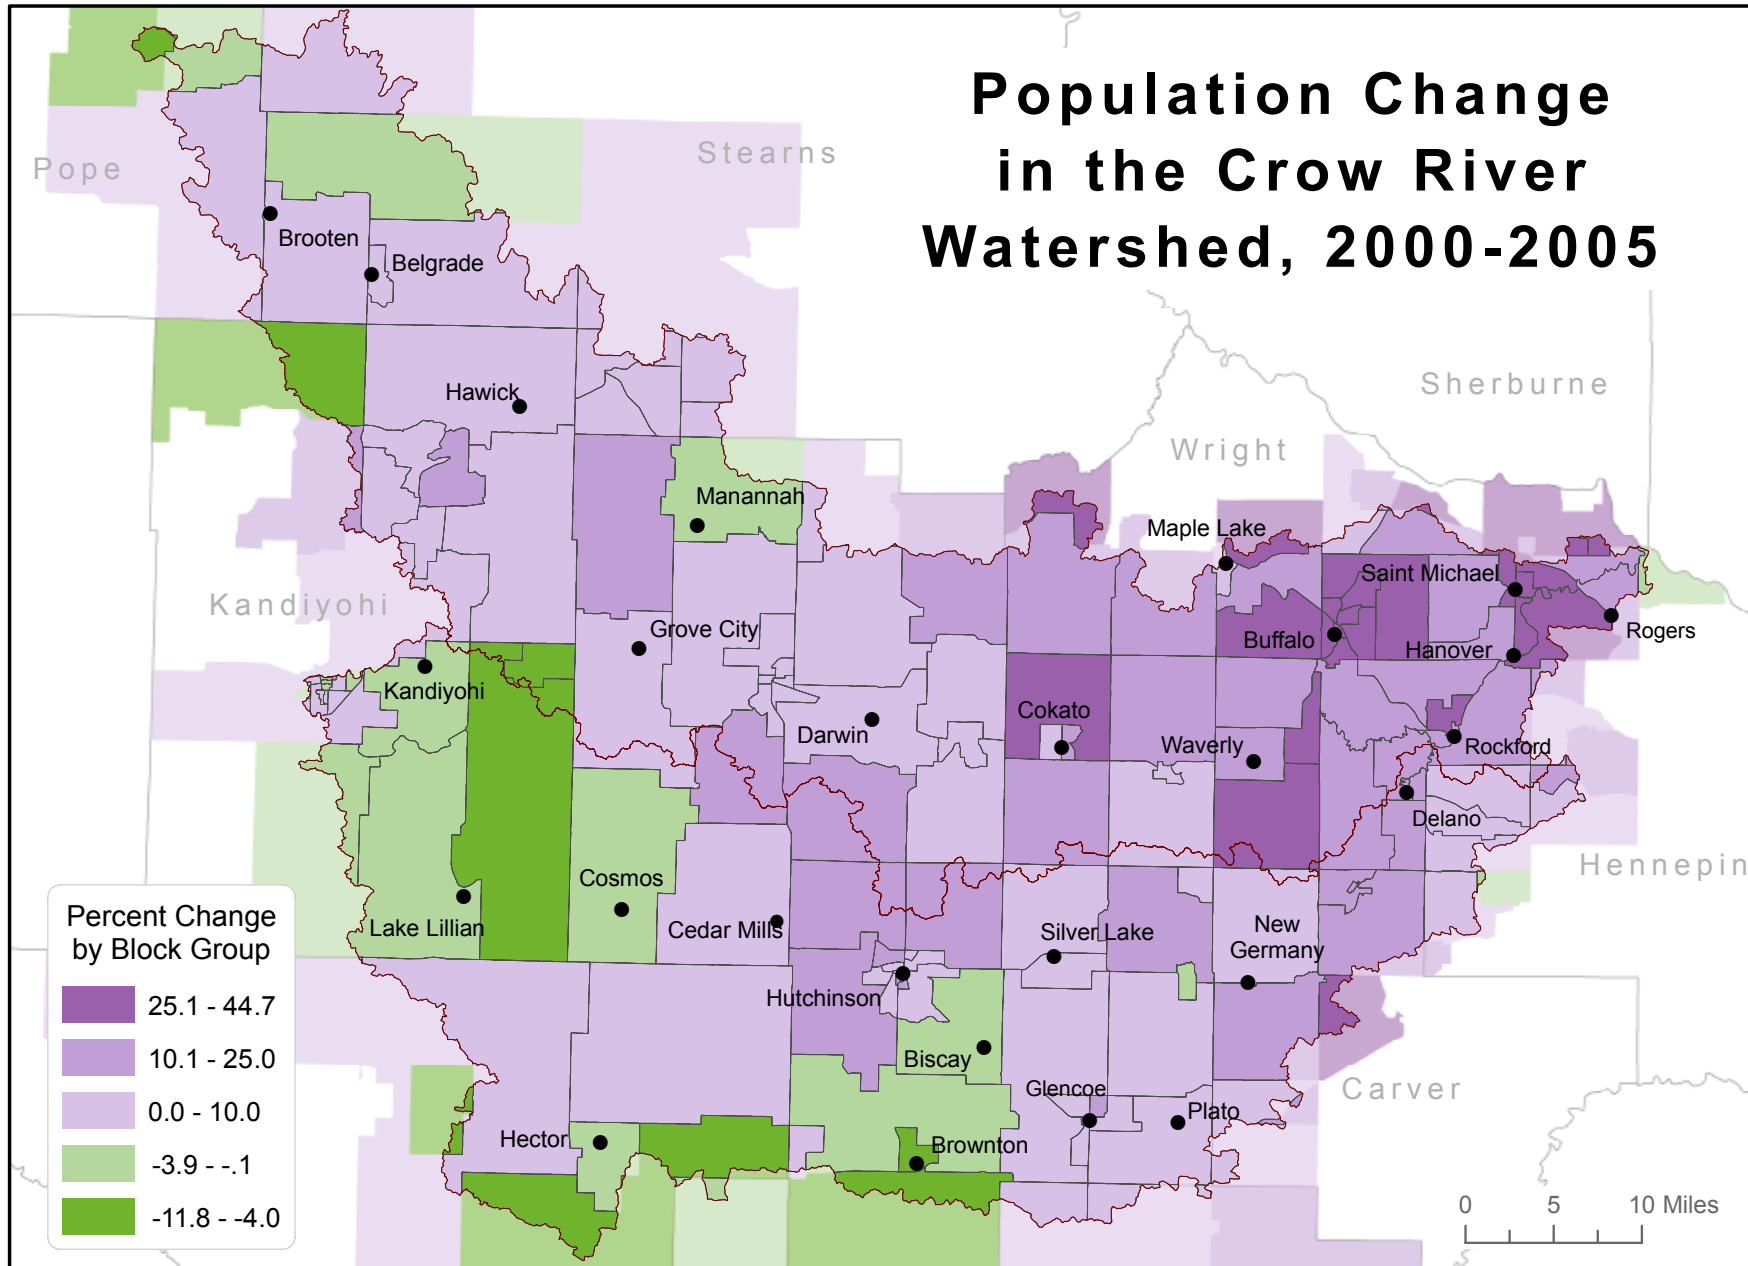 Population Change
in the Crow River
Watershed, 2000-2005
Pope
Stearns
Brooten
Belgrade
Hawick
Sherburne
Wright
Manannah
Maple Lake
Saint Michael
Kandiyohi
Grove City
Buffalo
Hanover
Rogers
Kandiyohi
Cokato
Darwin
Waverly
Rockford
Delano
Hennepin
Cosmos
Lake Lillian
Cedar Mills
Silver Lake
New
Germany
Hutchinson
Biscay
Glencoe
Plato
Carver
Hector
Brownton
Percent Change
by Block Group
25.1 - 44.7
10.1 - 25.0
0.0 - 10.0
-3.9 - -.1
-11.8 - -4.0
0 5 10 Miles